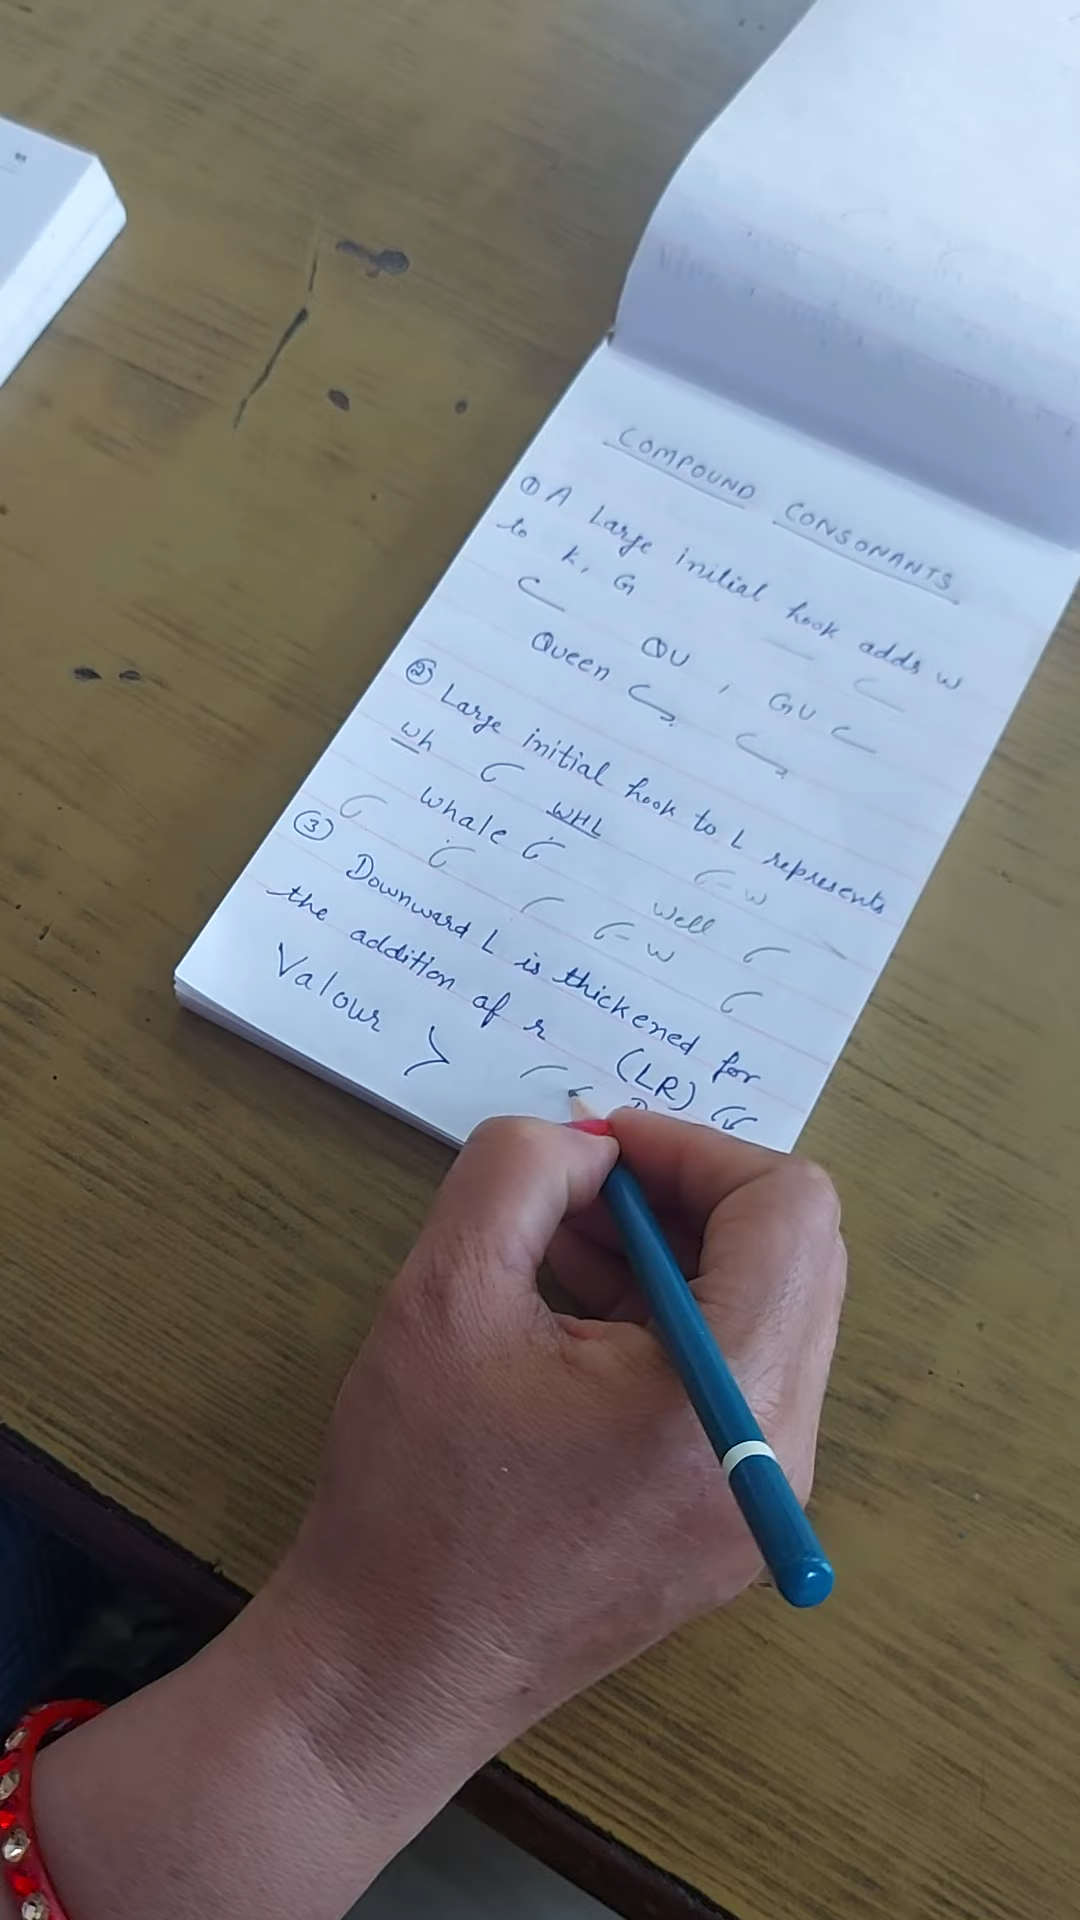 COMPOUND CONSONANTS
① A Large initial hook adds w
to K, G
QU, GU
Queen
② Large initial hook to L represents
wh WHL w
Whale Well
w
③ Downward L is thickened for
the addition of r (LR)
Valour